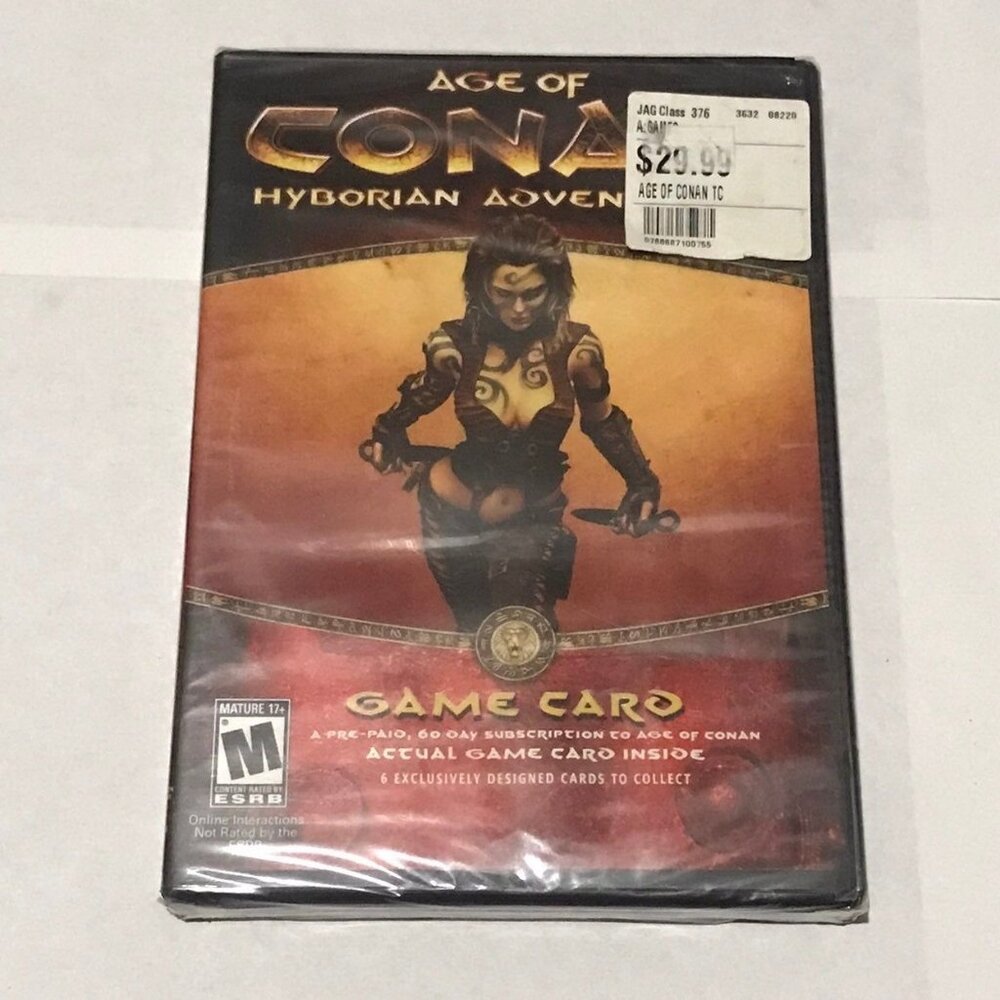 AGE OF
CONA
HYBORIAN ADVEN
JAG Class 376 3632 08220
$29.99
AGE OF CONAN TC
GAME CARD
A PRE-PAID, 60 DAY SUBSCRIPTION TO AGE OF CONAN
ACTUAL GAME CARD INSIDE
6 EXCLUSIVELY DESIGNED CARDS TO COLLECT
MATURE 17+
M
CONTENT RATED BY
ESRB
Online Interactions
Not Rated by the